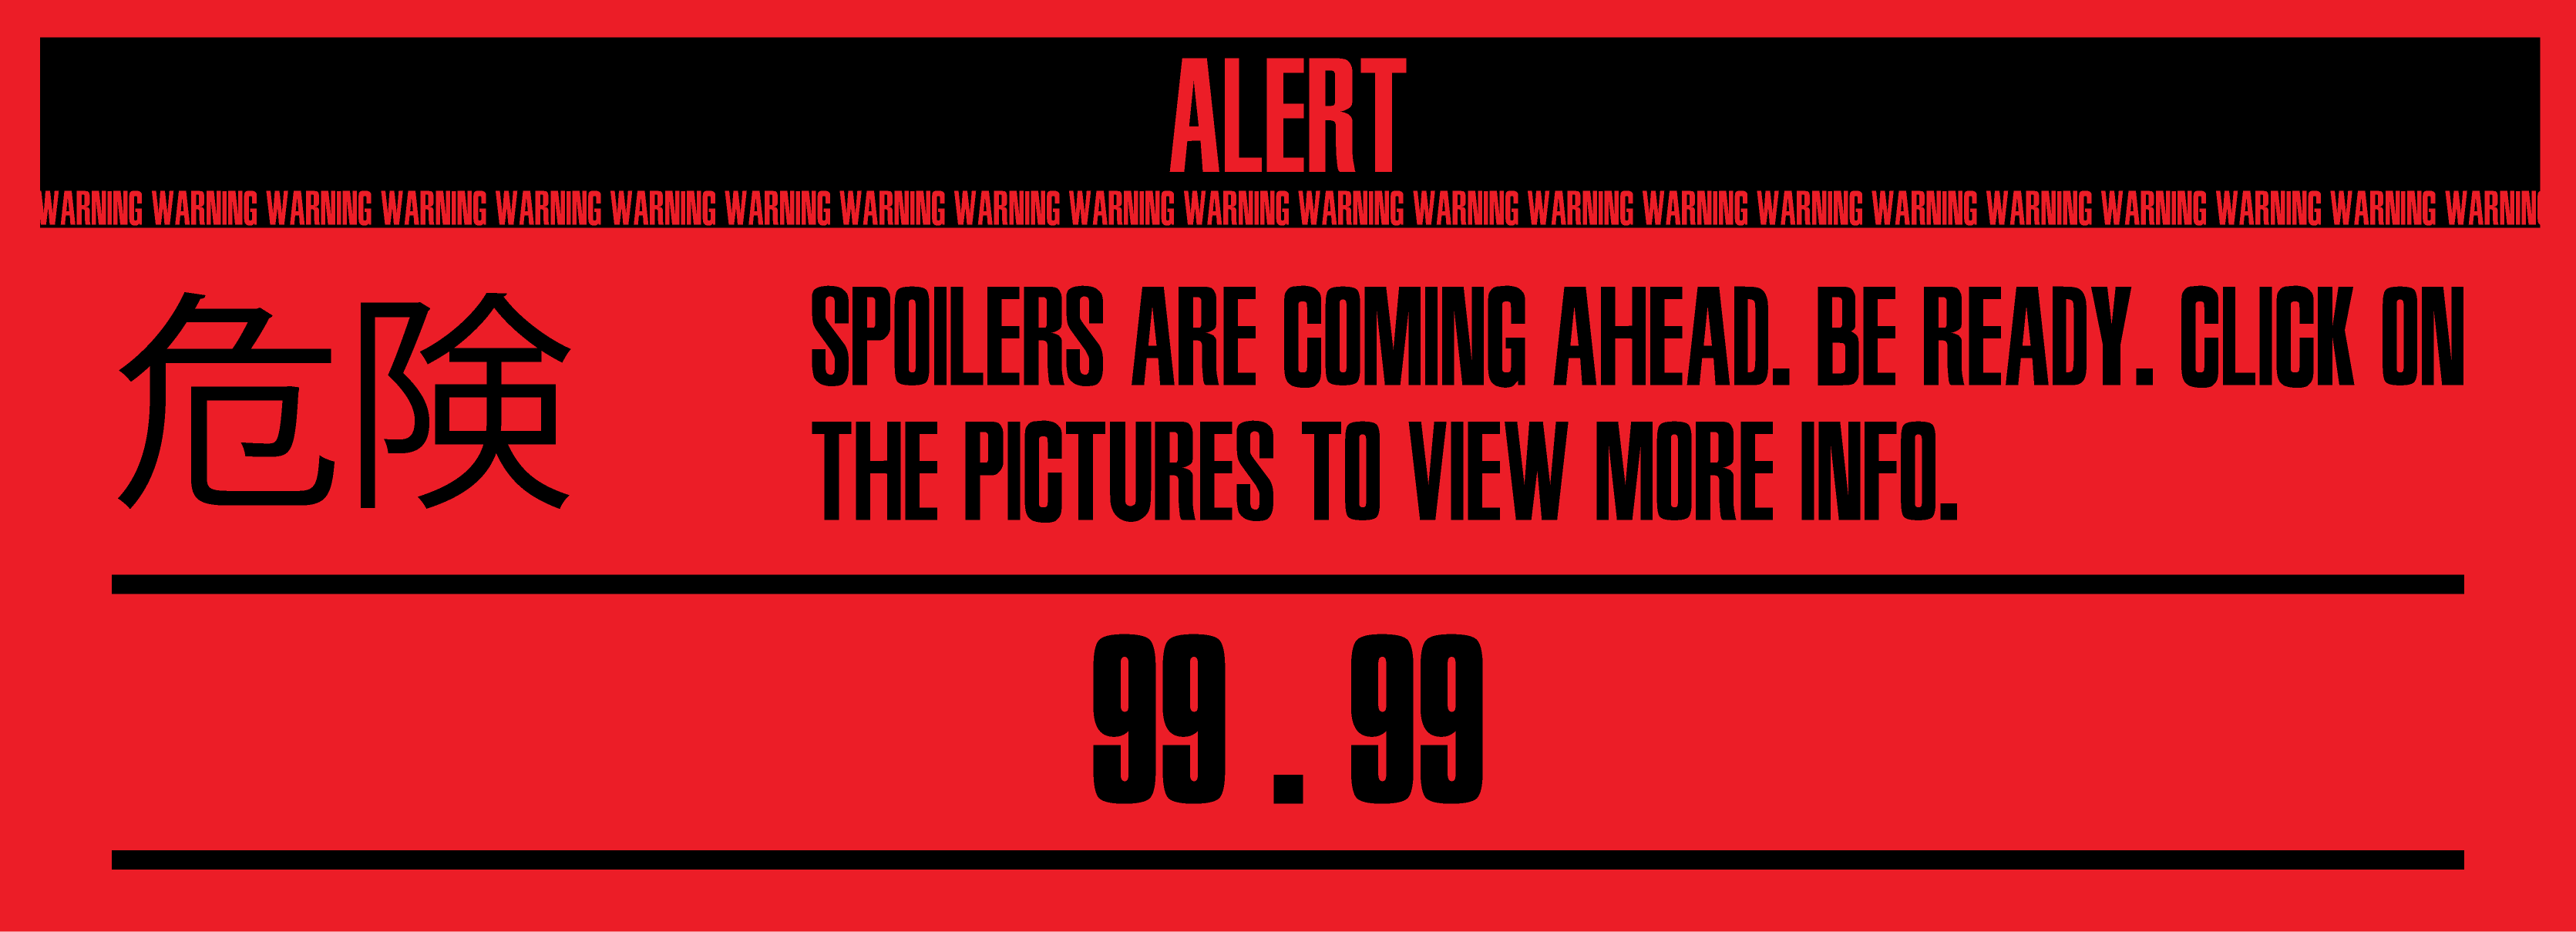 ALERT
WARNING WARNING WARNING WARNING WARNING WARNING WARNING WARNING WARNING WARNING WARNING WARNING WARNING WARNING WARNING WARNING WARNING WARNING WARNING WARNING WARNING WARNING
危険
SPOILERS ARE COMING AHEAD. BE READY. CLICK ON
THE PICTURES TO VIEW MORE INFO.
99 . 99